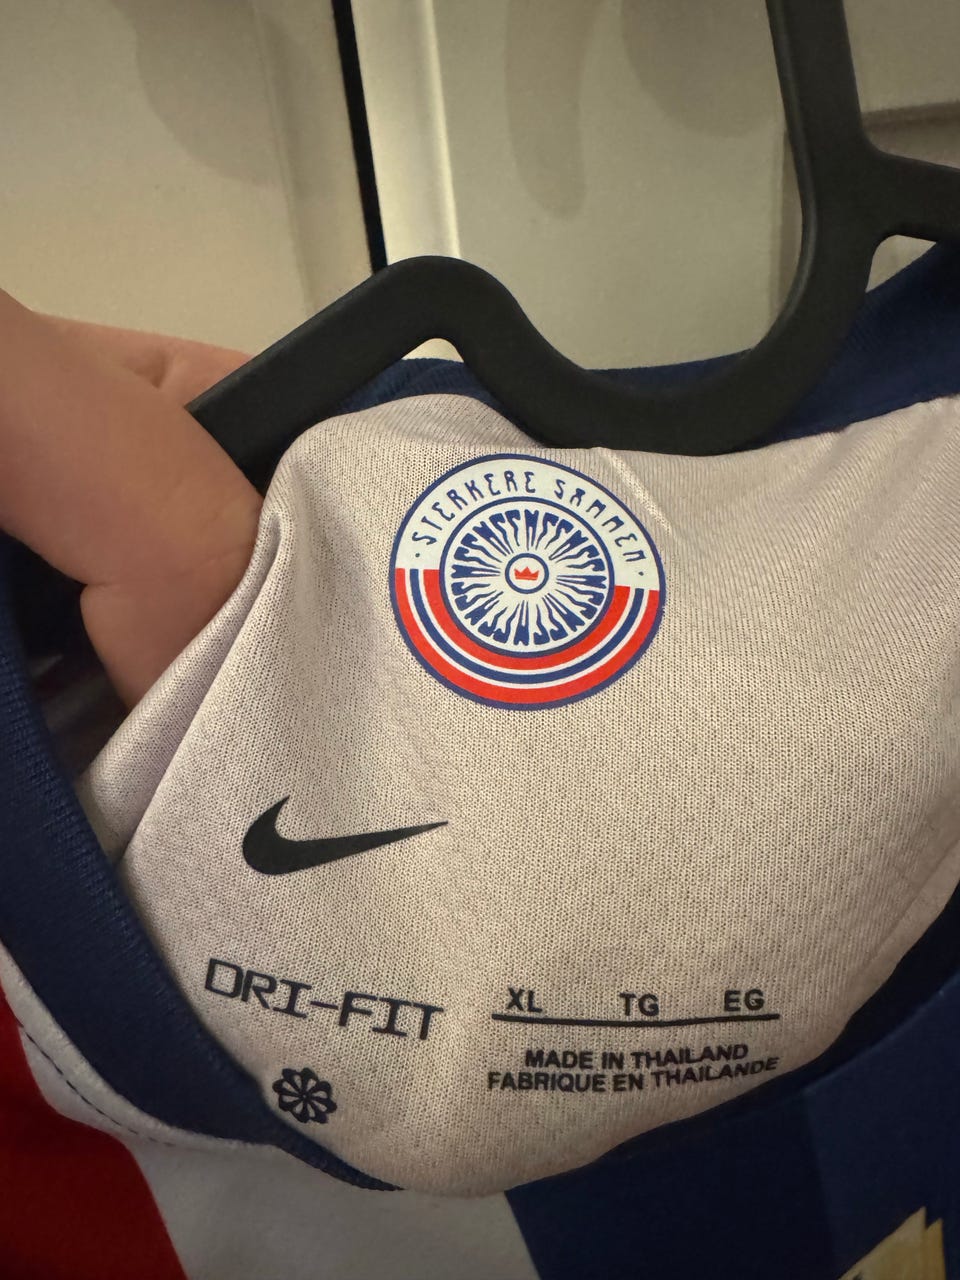 · STERKERE SAMMEN ·
DRI-FIT
XL TG EG
MADE IN THAILAND
FABRIQUE EN THAILANDE